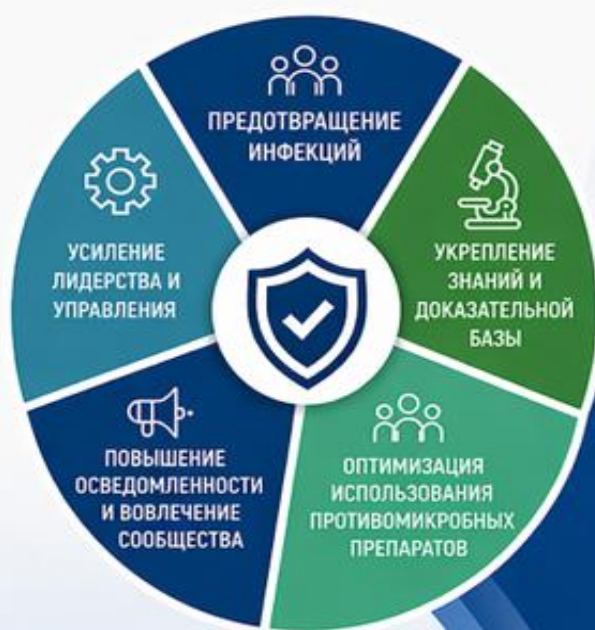 ПРЕДОТВРАЩЕНИЕ
ИНФЕКЦИЙ
УКРЕПЛЕНИЕ
ЗНАНИЙ И
ДОКАЗАТЕЛЬНОЙ
БАЗЫ
ОПТИМИЗАЦИЯ
ИСПОЛЬЗОВАНИЯ
ПРОТИВОМИКРОБНЫХ
ПРЕПАРАТОВ
ПОВЫШЕНИЕ
ОСВЕДОМЛЕННОСТИ
И ВОВЛЕЧЕНИЕ
СООБЩЕСТВА
УСИЛЕНИЕ
ЛИДЕРСТВА И
УПРАВЛЕНИЯ